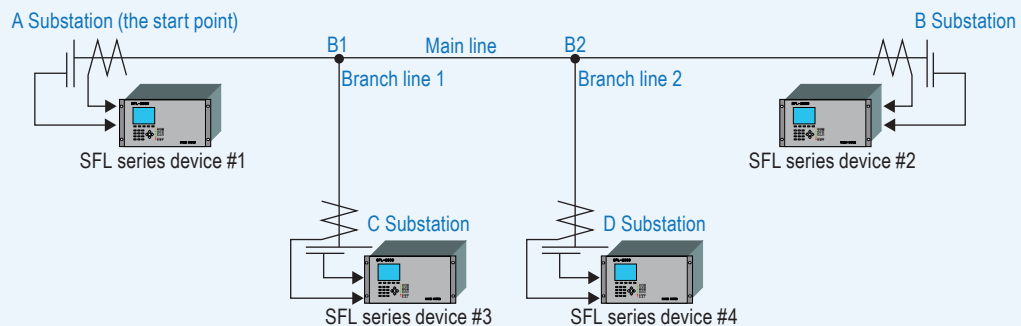 A Substation (the start point)
B1
Main line
B2
B Substation
Branch line 1
Branch line 2
SFL series device #1
SFL series device #2
C Substation
D Substation
SFL series device #3
SFL series device #4